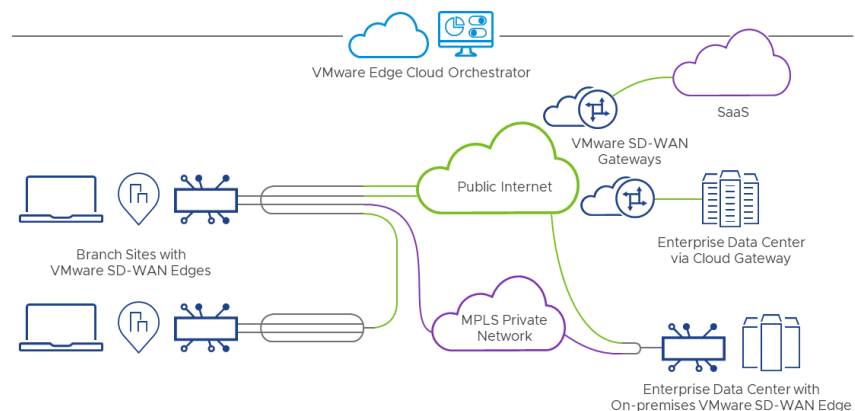 VMware Edge Cloud Orchestrator
SaaS
VMware SD-WAN
Gateways
Public Internet
Branch Sites with
VMware SD-WAN Edges
Enterprise Data Center
via Cloud Gateway
MPLS Private
Network
Enterprise Data Center with
On-premises VMware SD-WAN Edge